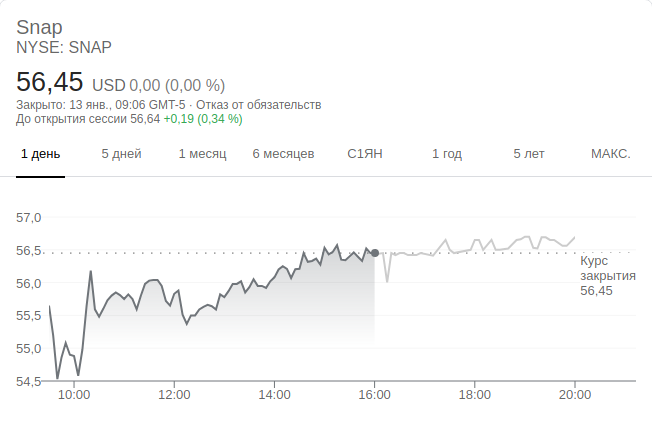 Snap
NYSE: SNAP
56,45 USD 0,00 (0,00 %)
Закрыто: 13 янв., 09:06 GMT-5 · Отказ от обязательств
До открытия сессии 56,64 +0,19 (0,34 %)
1 день 5 дней 1 месяц 6 месяцев С1ЯН 1 год 5 лет МАКС.
57,0
56,5
Курс
закрытия
56,45
56,0
55,5
55,0
54,5
10:00 12:00 14:00 16:00 18:00 20:00